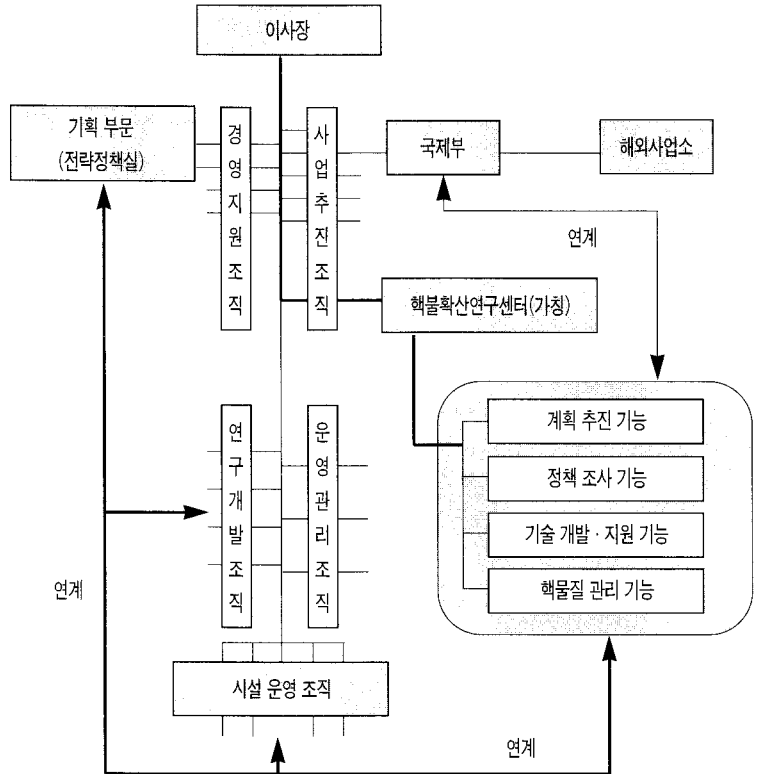 이사장
기획 부문
(전략정책실)
경영지원조직
사업추진조직
국제부
해외사업소
연계
핵불확산연구센터(가칭)
연구개발조직
운영관리조직
계획 추진 기능
정책 조사 기능
기술 개발 · 지원 기능
핵물질 관리 기능
연계
시설 운영 조직
연계